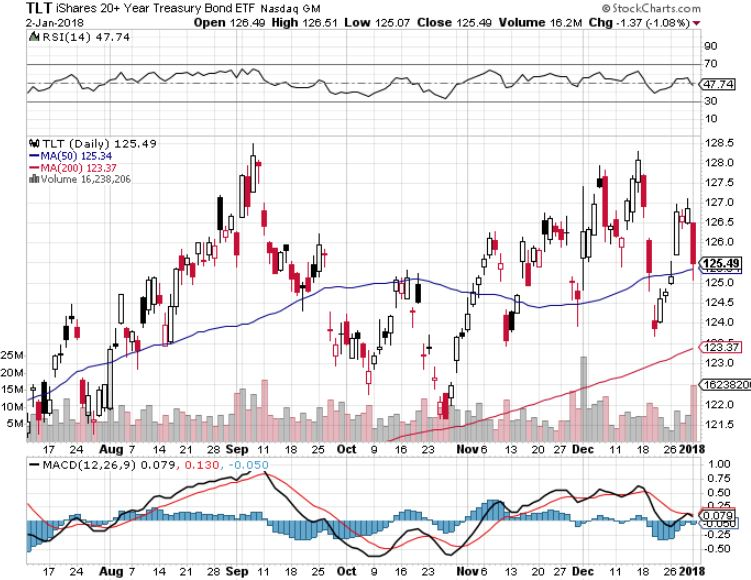 TLT iShares 20+ Year Treasury Bond ETF Nasdaq GM © StockCharts.com
2-Jan-2018 Open 126.49 High 126.51 Low 125.07 Close 125.49 Volume 16.2M Chg -1.37 (-1.08%)
RSI(14) 47.74
90
70
47.74
30
10
TLT (Daily) 125.49
MA(50) 125.34
MA(200) 123.37
Volume 16,238,206
128.5
128.0
127.5
127.0
126.5
126.0
125.49
125.0
124.5
124.0
123.37
123.0
122.0
121.5
25M
20M
15M
10M
5M
16238206
17 24 Aug 7 14 21 28 Sep 11 18 25 Oct 9 16 23 Nov 6 13 20 27 Dec 11 18 26 2018
MACD(12,26,9) 0.079, 0.130, -0.050
1.00
0.75
0.50
0.25
0.079
-0.050
-0.25
-0.50
17 24 Aug 7 14 21 28 Sep 11 18 25 Oct 9 16 23 Nov 6 13 20 27 Dec 11 18 26 2018